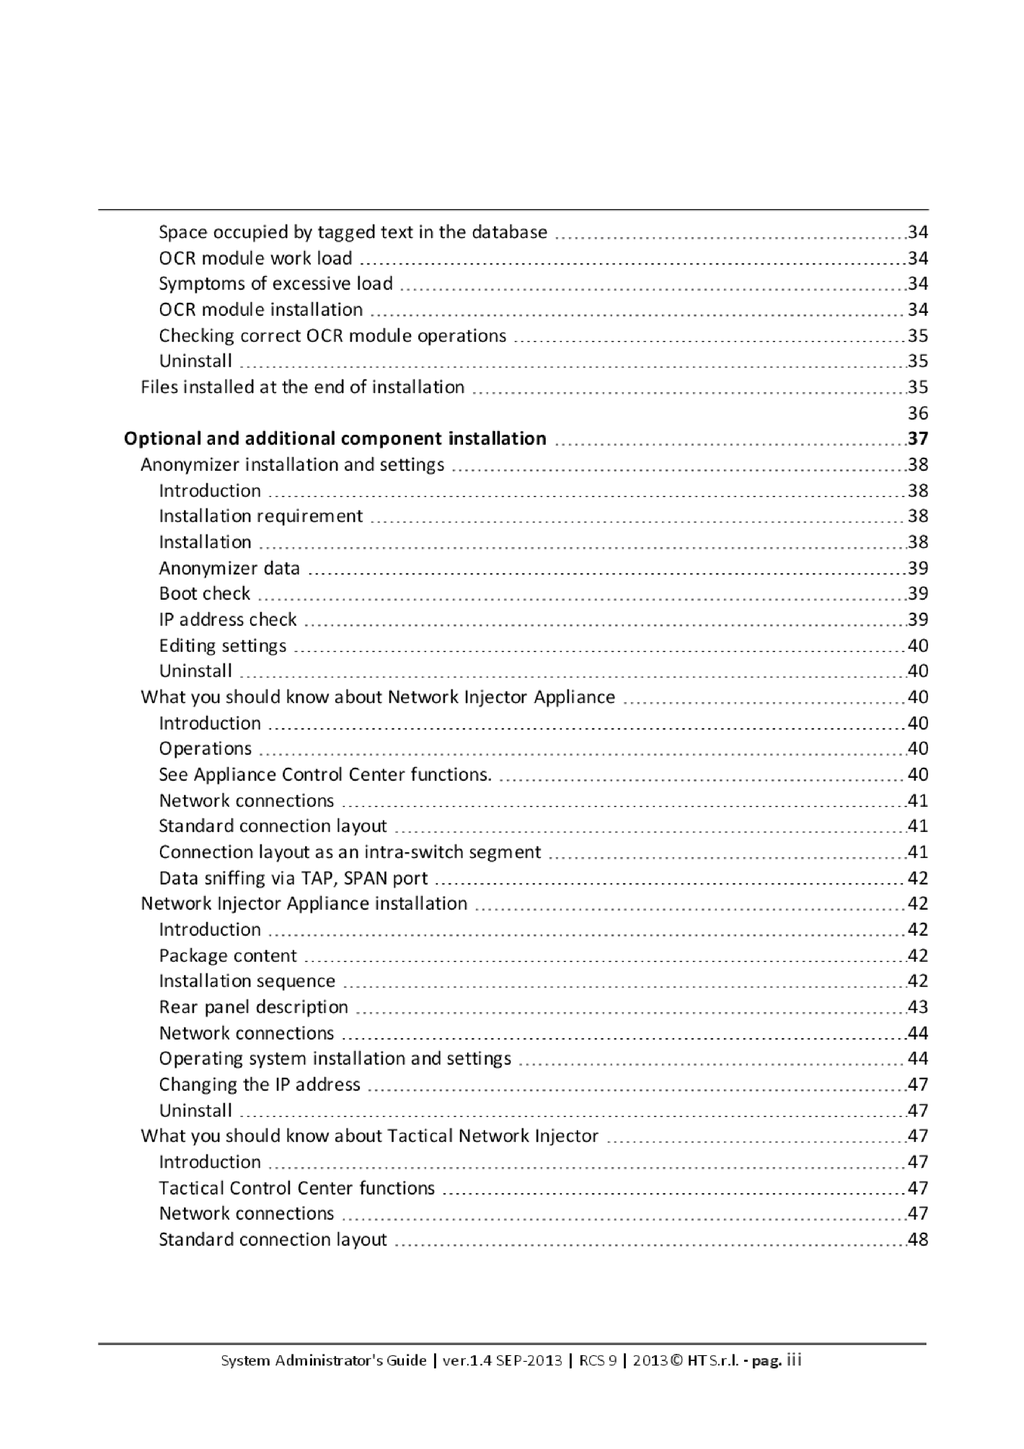 Space occupied by tagged text in the database 34
OCR module work load 34
Symptoms of excessive load 34
OCR module installation 34
Checking correct OCR module operations 35
Uninstall 35
Files installed at the end of installation 35
36
Optional and additional component installation 37
Anonymizer installation and settings 38
Introduction 38
Installation requirement 38
Installation 38
Anonymizer data 39
Boot check 39
IP address check 39
Editing settings 40
Uninstall 40
What you should know about Network Injector Appliance 40
Introduction 40
Operations 40
See Appliance Control Center functions. 40
Network connections 41
Standard connection layout 41
Connection layout as an intra-switch segment 41
Data sniffing via TAP, SPAN port 42
Network Injector Appliance installation 42
Introduction 42
Package content 42
Installation sequence 42
Rear panel description 43
Network connections 44
Operating system installation and settings 44
Changing the IP address 47
Uninstall 47
What you should know about Tactical Network Injector 47
Introduction 47
Tactical Control Center functions 47
Network connections 47
Standard connection layout 48
System Administrator's Guide | ver.1.4 SEP-2013 | RCS 9 | 2013© HT S.r.l. - pag. iii